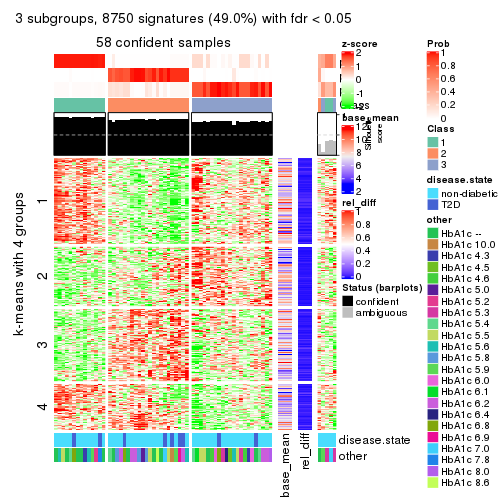 3 subgroups, 8750 signatures (49.0%) with fdr < 0.05
58 confident samples
k-means with 4 groups
1
2
3
4
base_mean
rel_diff
disease.state
other
z-score
2
1
0
-1
base_mean
12
10
8
6
4
2
Silhouette
score
rel_diff
1
0.8
0.6
0.4
0.2
0
Status (barplots)
confident
ambiguous
Prob
1
0.8
0.6
0.4
0.2
0
Class
1
2
3
disease.state
non-diabetic
T2D
other
HbA1c --
HbA1c 10.0
HbA1c 4.3
HbA1c 4.5
HbA1c 4.6
HbA1c 5.0
HbA1c 5.2
HbA1c 5.3
HbA1c 5.4
HbA1c 5.5
HbA1c 5.6
HbA1c 5.8
HbA1c 5.9
HbA1c 6.0
HbA1c 6.1
HbA1c 6.2
HbA1c 6.4
HbA1c 6.8
HbA1c 6.9
HbA1c 7.0
HbA1c 7.8
HbA1c 8.0
HbA1c 8.6